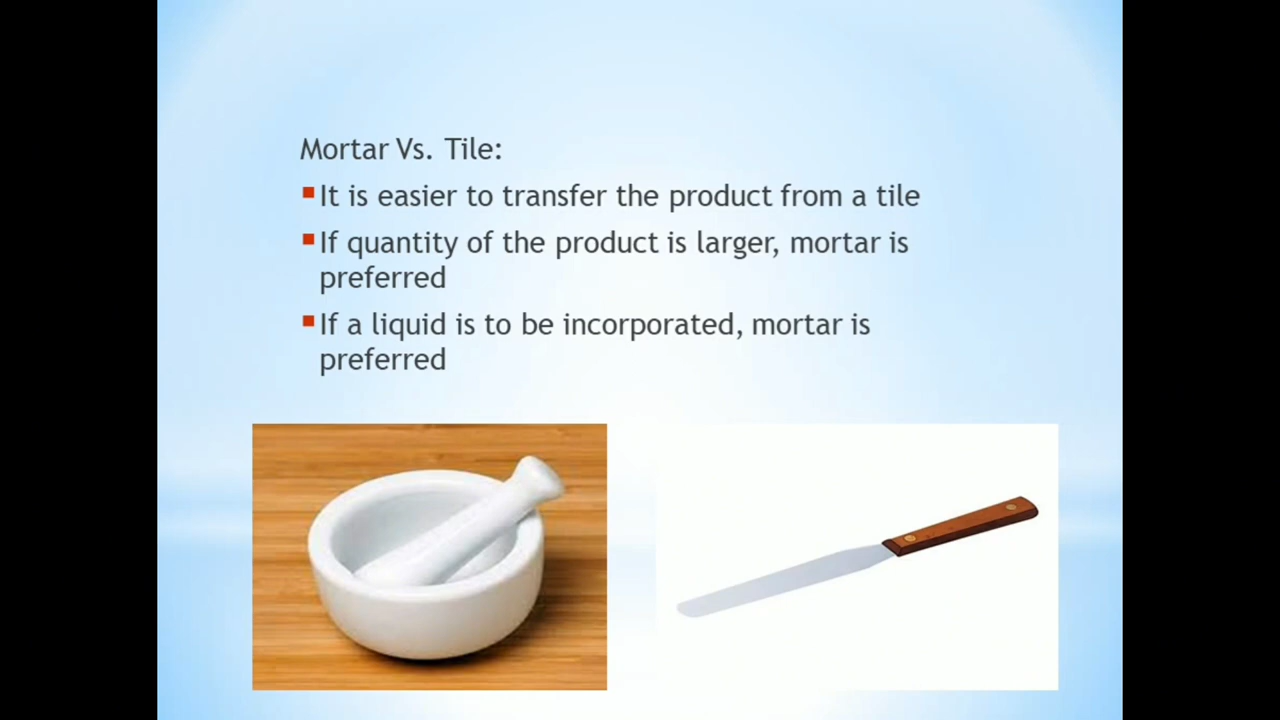 Mortar Vs. Tile:
It is easier to transfer the product from a tile
If quantity of the product is larger, mortar is
preferred
If a liquid is to be incorporated, mortar is
preferred